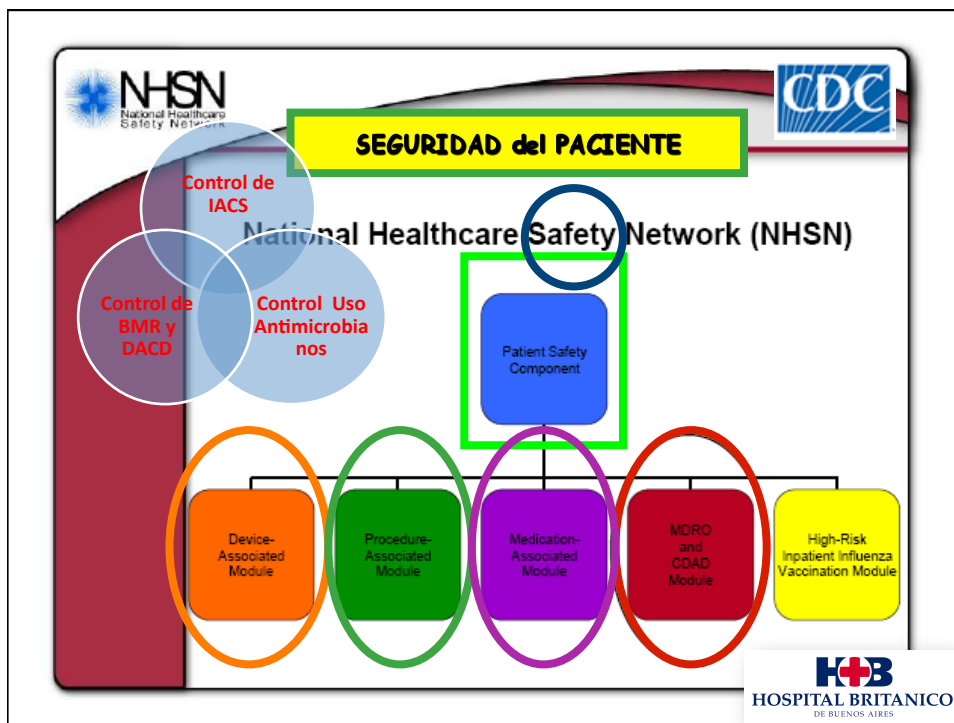 NHSN
National Healthcare
Safety Network
CDC
SEGURIDAD del PACIENTE
Control de
IACS
National Healthcare Safety Network (NHSN)
Control de
BMR y
DACD
Control Uso
Antimicrobia
nos
Patient Safety
Component
Device-
Associated
Module
Procedure-
Associated
Module
Medication-
Associated
Module
MDRO
and
CDAD
Module
High-Risk
Inpatient Influenza
Vaccination Module
HB
HOSPITAL BRITANICO
DE BUENOS AIRES